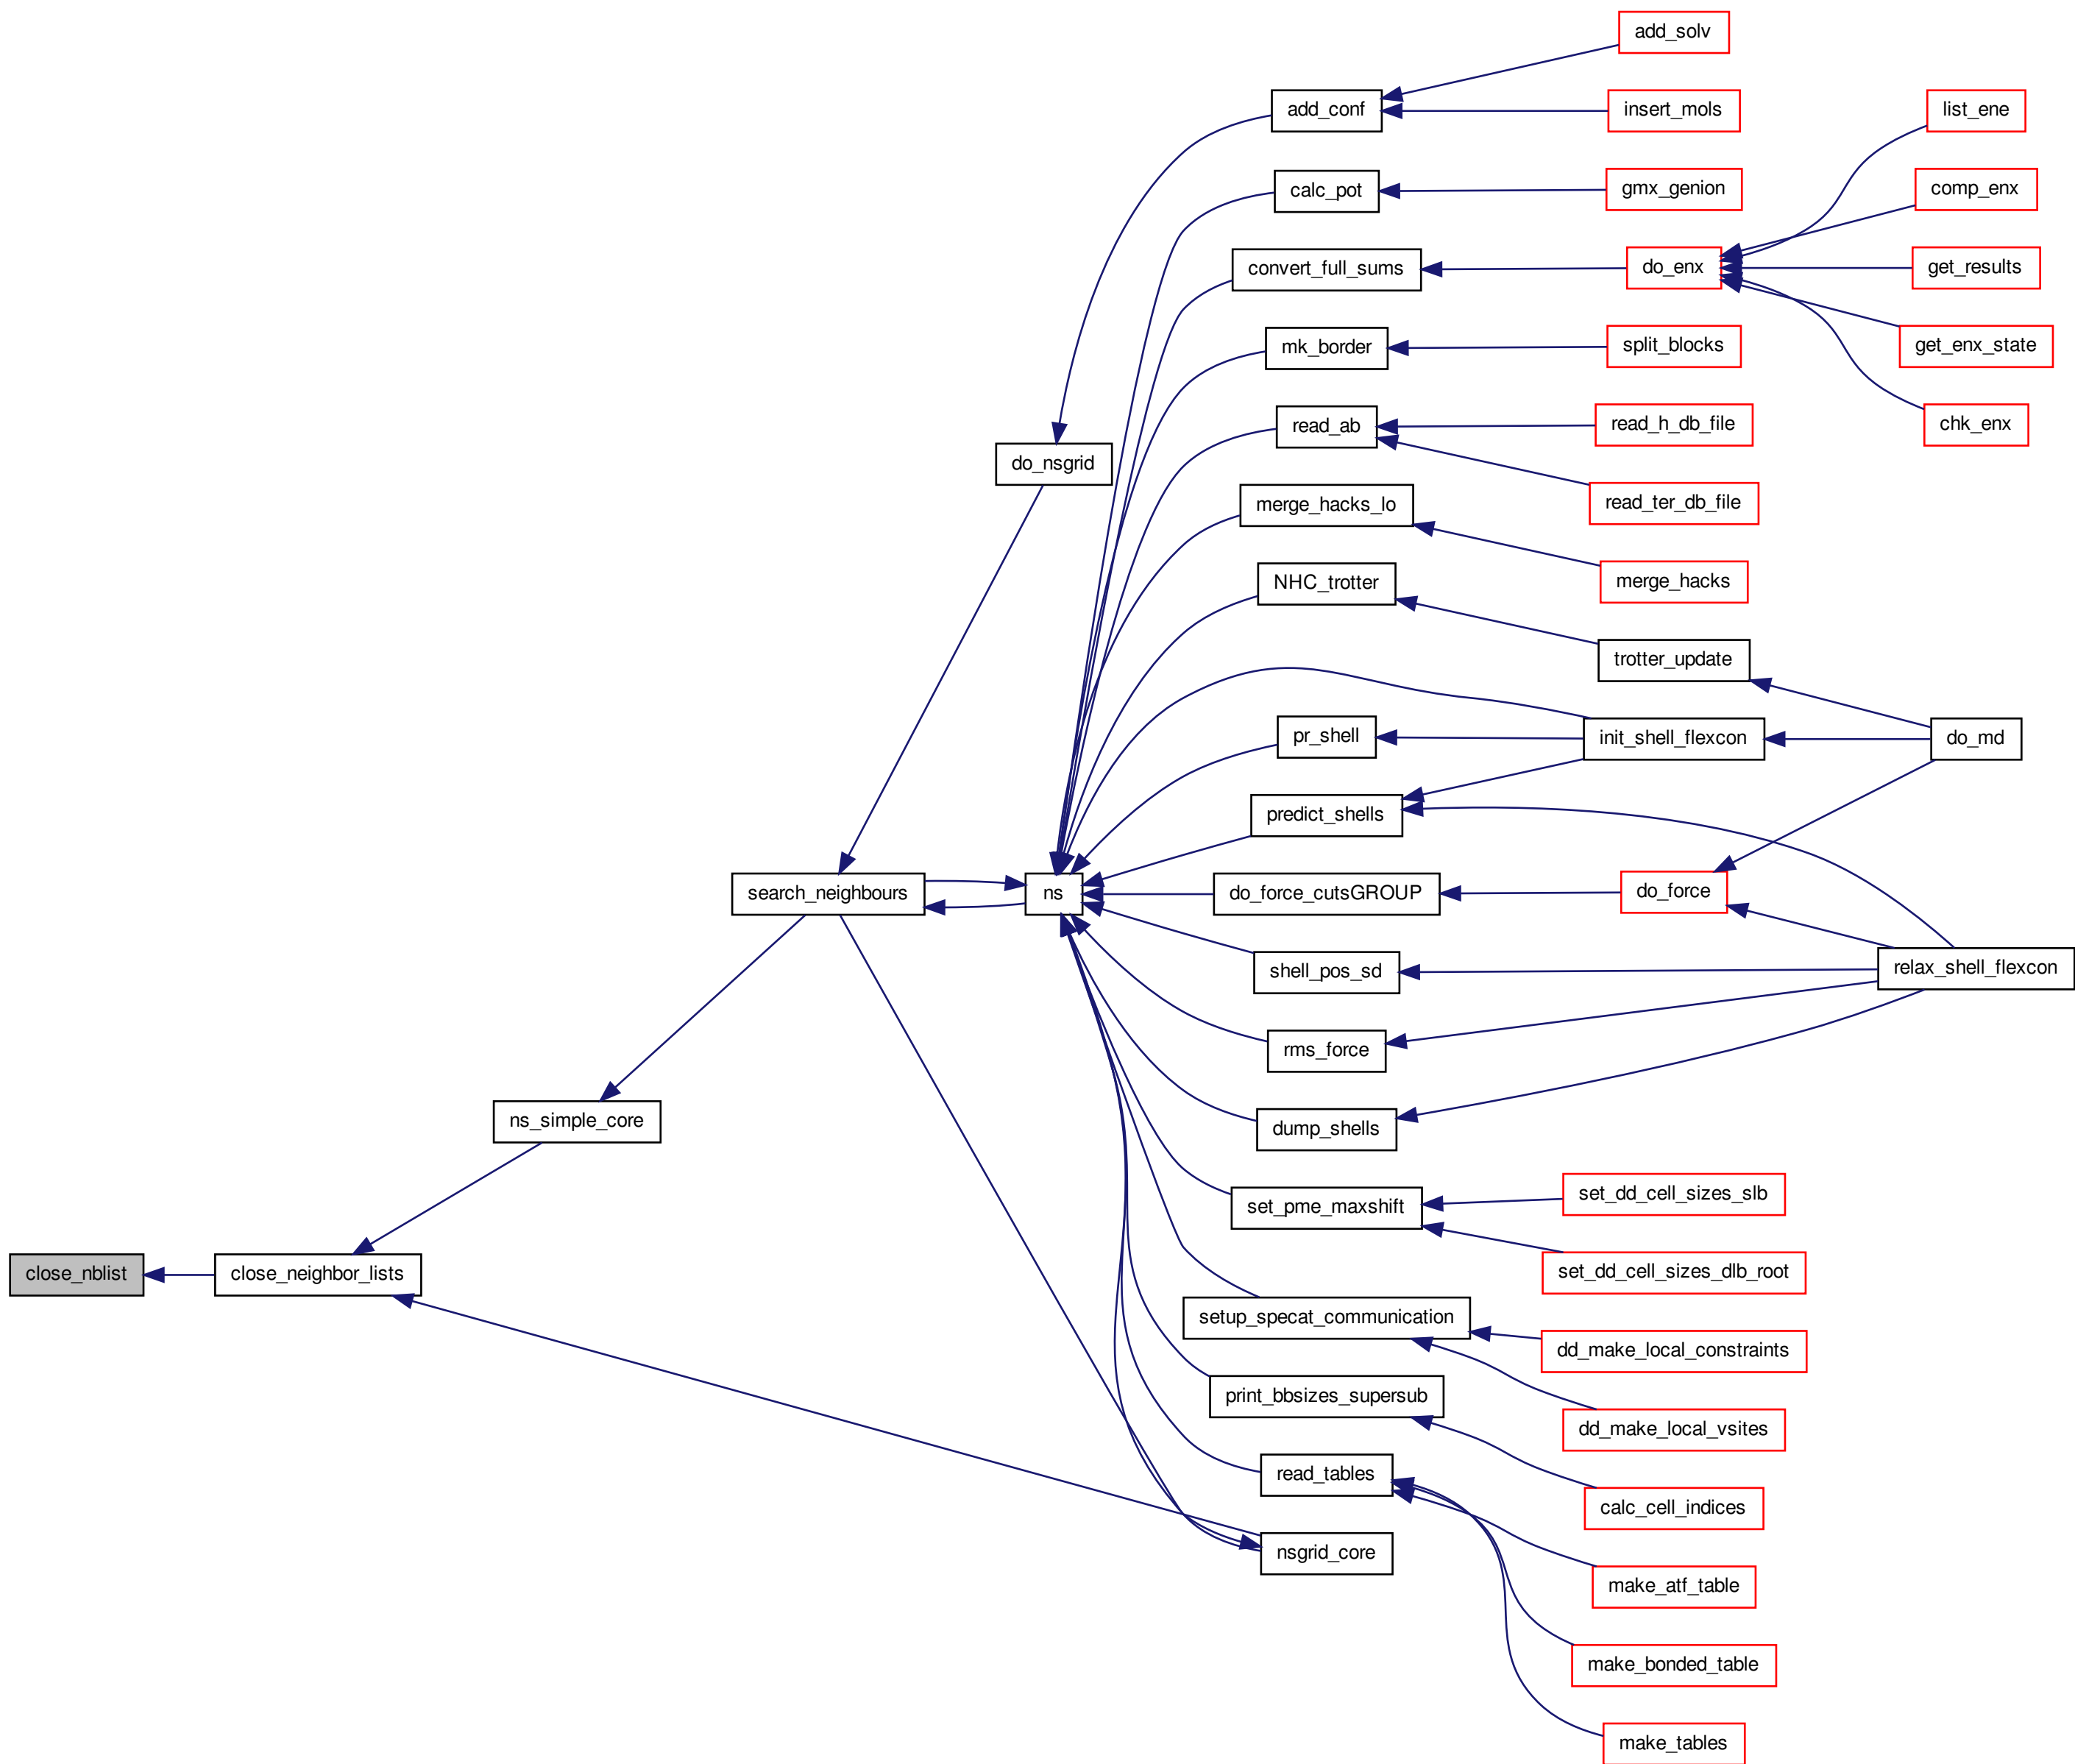 add_solv
add_conf
insert_mols
list_ene
calc_pot
gmx_genion
comp_enx
convert_full_sums
do_enx
get_results
mk_border
split_blocks
get_enx_state
read_ab
read_h_db_file
chk_enx
do_nsgrid
merge_hacks_lo
read_ter_db_file
NHC_trotter
merge_hacks
trotter_update
pr_shell
init_shell_flexcon
do_md
predict_shells
search_neighbours
ns
do_force_cutsGROUP
do_force
shell_pos_sd
relax_shell_flexcon
rms_force
ns_simple_core
dump_shells
set_pme_maxshift
set_dd_cell_sizes_slb
close_nblist
close_neighbor_lists
set_dd_cell_sizes_dlb_root
setup_specat_communication
dd_make_local_constraints
print_bbsizes_supersub
dd_make_local_vsites
read_tables
calc_cell_indices
nsgrid_core
make_atf_table
make_bonded_table
make_tables